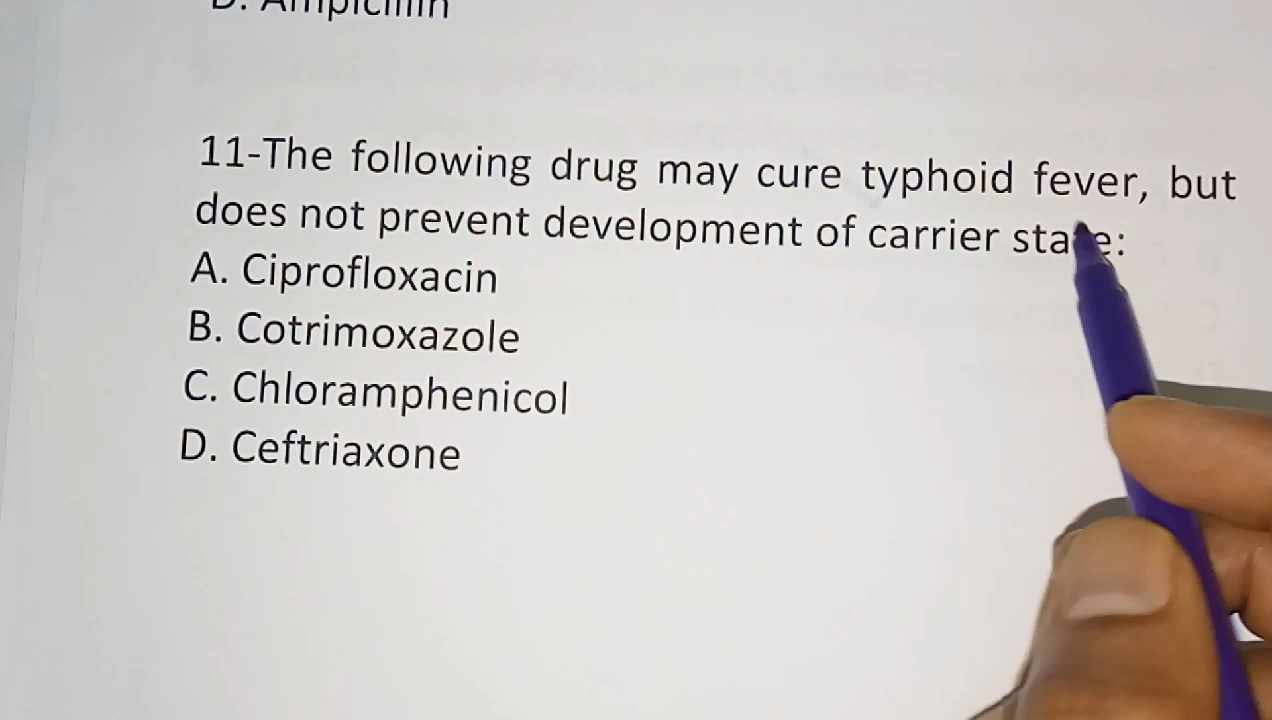 D. Ampicillin
11-The following drug may cure typhoid fever, but
does not prevent development of carrier state:
A. Ciprofloxacin
B. Cotrimoxazole
C. Chloramphenicol
D. Ceftriaxone